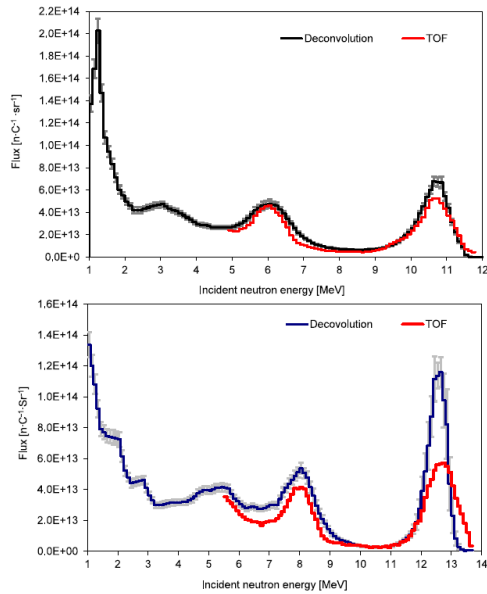 2.2E+14
Deconvolution TOF
2.0E+14
1.8E+14
1.6E+14
1.4E+14
1.2E+14
1.0E+14
8.0E+13
6.0E+13
4.0E+13
2.0E+13
0.0E+0
Flux [n·C⁻¹·sr⁻¹]
1 2 3 4 5 6 7 8 9 10 11 12
Incident neutron energy [MeV]
1.6E+14
Decovolution TOF
1.4E+14
1.2E+14
1.0E+14
8.0E+13
6.0E+13
4.0E+13
2.0E+13
0.0E+00
Flux [n·C⁻¹·Sr⁻¹]
1 2 3 4 5 6 7 8 9 10 11 12 13 14
Incident neutron energy [MeV]